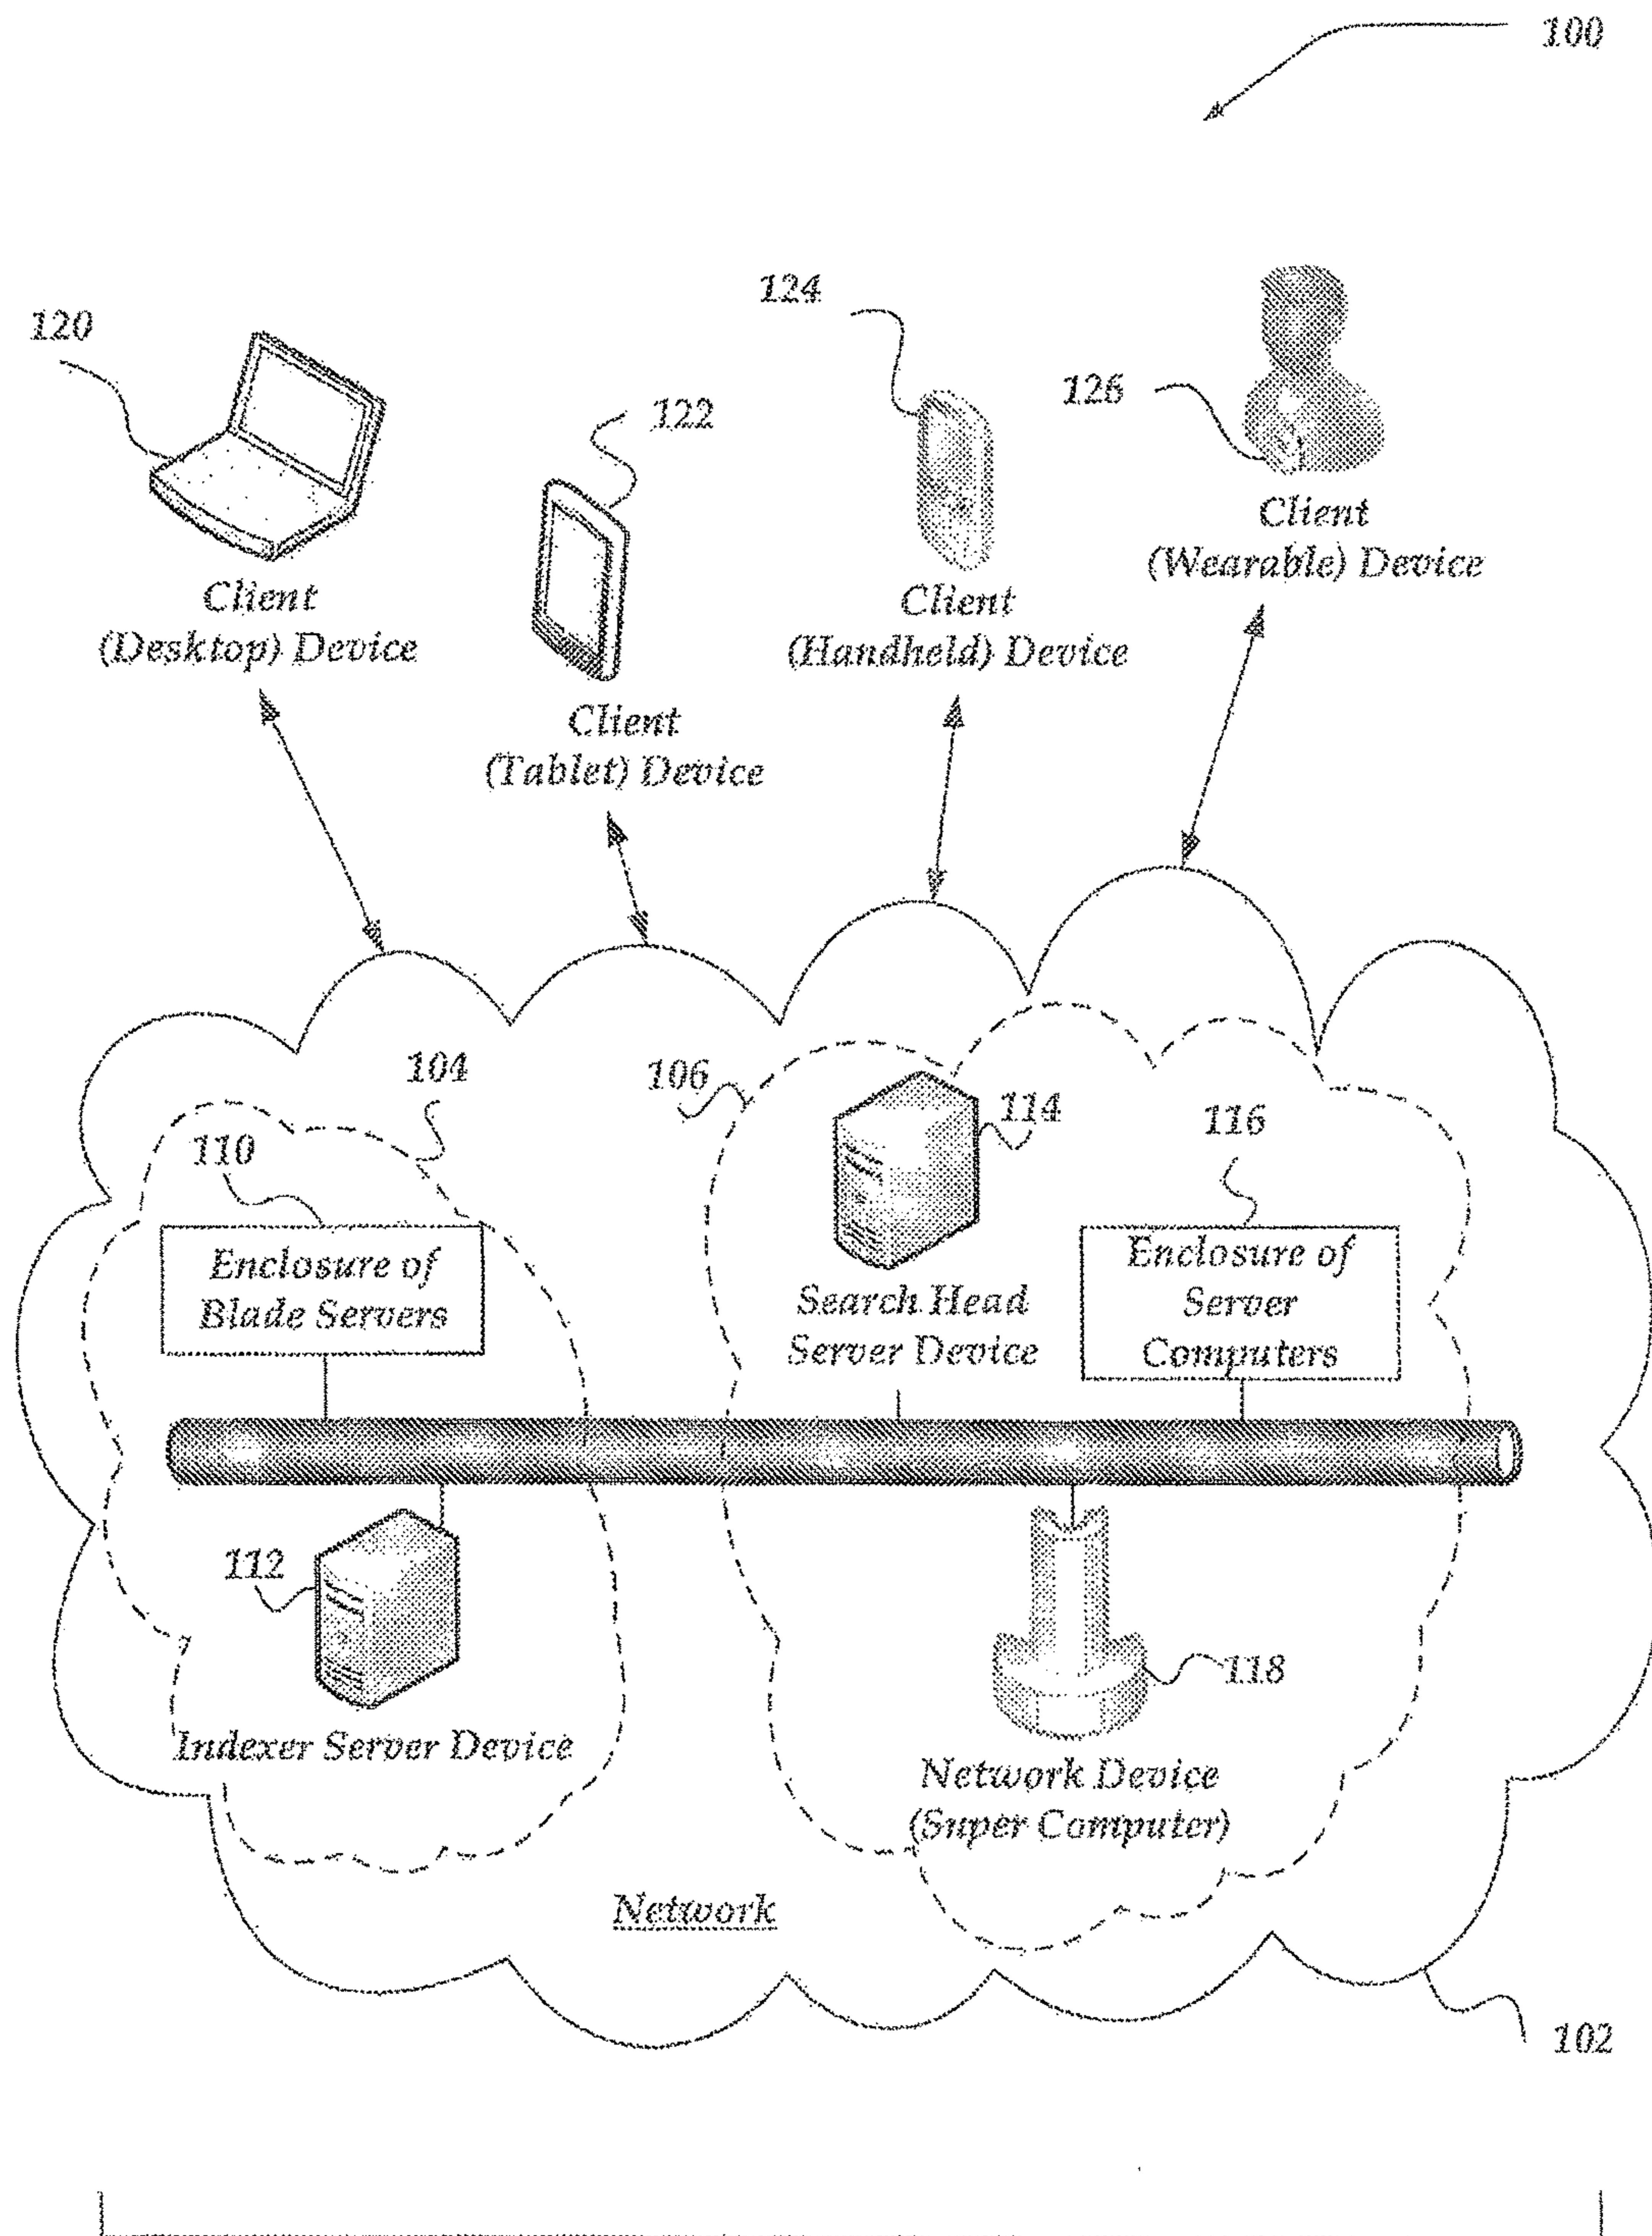 100
124
120
126
122
Client
(Wearable) Device
Client
(Desktop) Device
Client
(Handheld) Device
Client
(Tablet) Device
104
106
114
116
110
Enclosure of
Blade Servers
Search Head
Server Device
Enclosure of
Server
Computers
112
118
Indexer Server Device
Network Device
(Super Computer)
Network
102